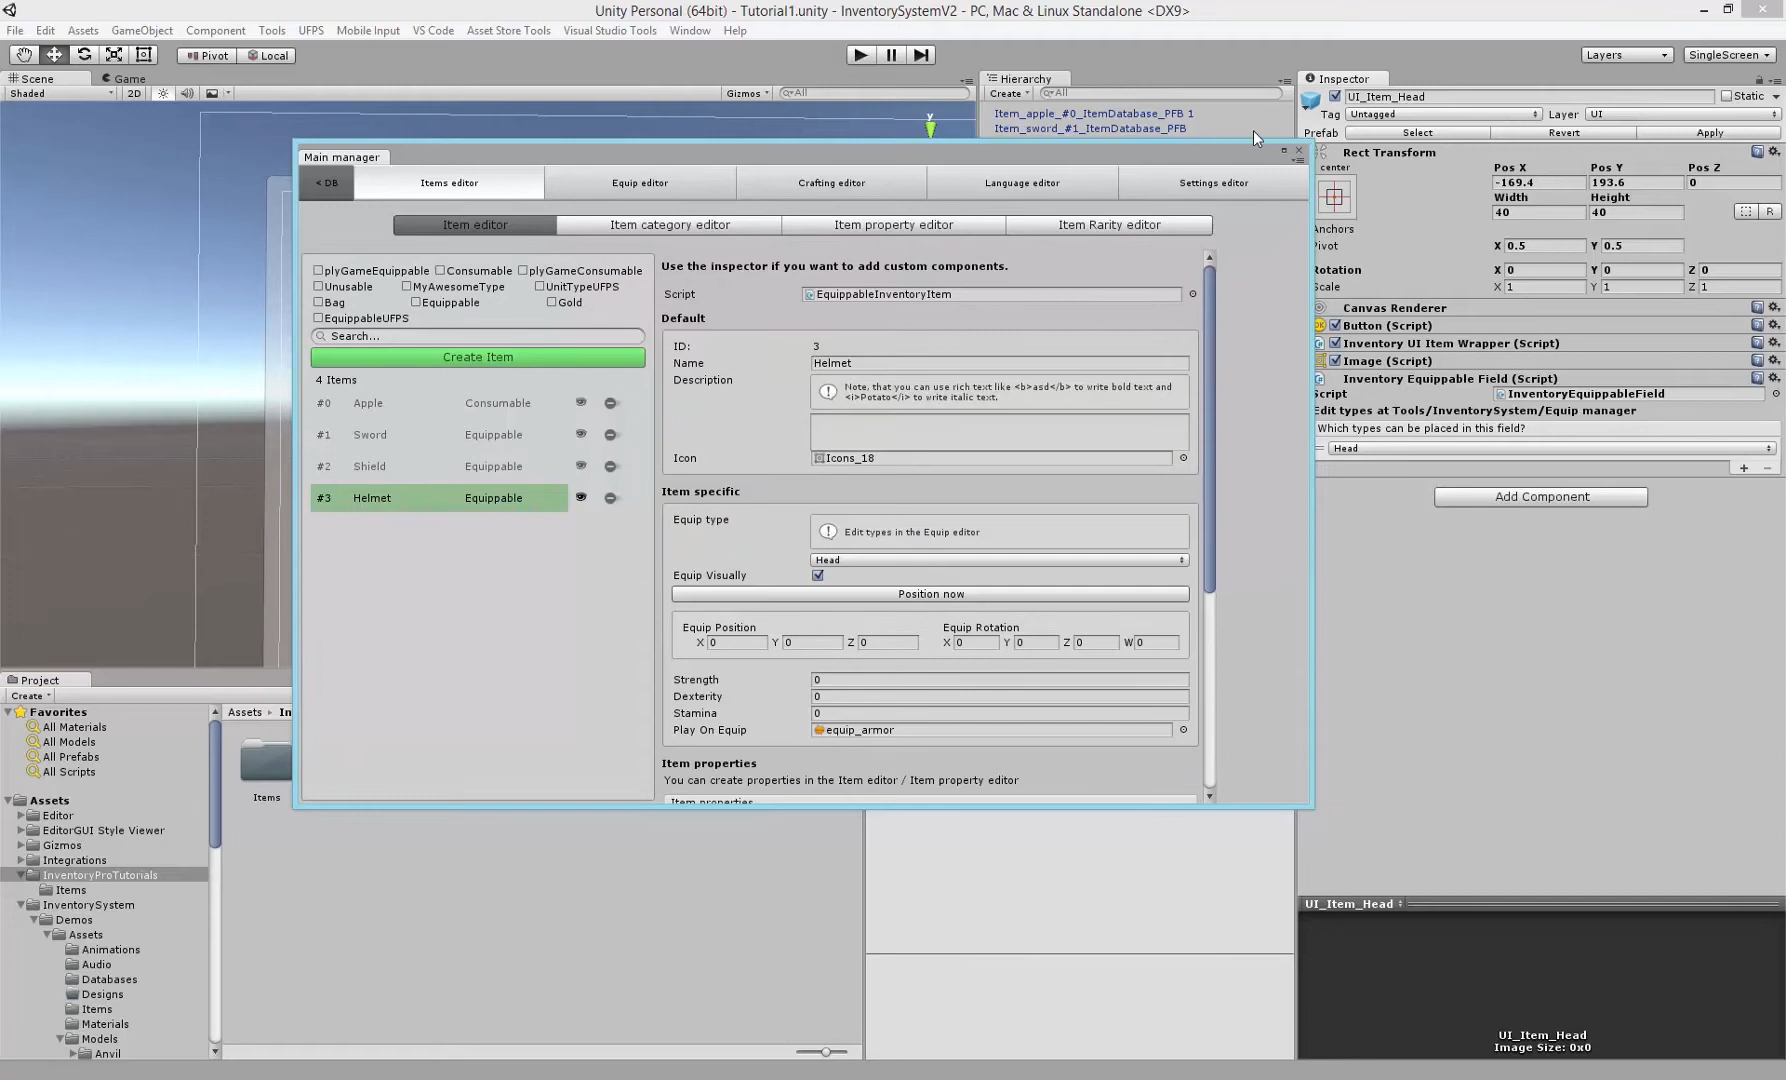 Unity Personal (64bit) - Tutorial1.unity - InventorySystemV2 - PC, Mac & Linux Standalone <DX9>
File Edit Assets GameObject Component Tools UFPS Mobile Input VS Code Asset Store Tools Visual Studio Tools Window Help
Pivot Local Layers SingleScreen
Scene Game Hierarchy Inspector
Shaded 2D Gizmos All Create All
UI_Item_Head Static
Tag Untagged Layer UI
Prefab Select Revert Apply
Item_apple_#0_ItemDatabase_PFB 1
Item_sword_#1_ItemDatabase_PFB
Main manager
< DB Items editor Equip editor Crafting editor Language editor Settings editor
Item editor Item category editor Item property editor Item Rarity editor
plyGameEquippable Consumable plyGameConsumable
Unusable MyAwesomeType UnitTypeUFPS
Bag Equippable Gold
EquippableUFPS
Search...
Create Item
4 Items
#0 Apple Consumable
#1 Sword Equippable
#2 Shield Equippable
#3 Helmet Equippable
Use the inspector if you want to add custom components.
Script EquippableInventoryItem
Default
ID: 3
Name Helmet
Description Note, that you can use rich text like <b>asd</b> to write bold text and
<i>Potato</i> to write italic text.
Icon Icons_18
Item specific
Equip type Edit types in the Equip editor
Head
Equip Visually
Position now
Equip Position Equip Rotation
X 0 Y 0 Z 0 X 0 Y 0 Z 0 W 0
Strength 0
Dexterity 0
Stamina 0
Play On Equip equip_armor
Item properties
You can create properties in the Item editor / Item property editor
Item properties
Rect Transform
center Pos X Pos Y Pos Z
-169.4 193.6 0
Width Height
40 40 R
Anchors
Pivot X 0.5 Y 0.5
Rotation X 0 Y 0 Z 0
Scale X 1 Y 1 Z 1
Canvas Renderer
Button (Script)
Inventory UI Item Wrapper (Script)
Image (Script)
Inventory Equippable Field (Script)
Script InventoryEquippableField
Edit types at Tools/InventorySystem/Equip manager
Which types can be placed in this field?
Head
Add Component
Project
Create
Favorites
All Materials
All Models
All Prefabs
All Scripts
Assets
Editor
EditorGUI Style Viewer
Gizmos
Integrations
InventoryProTutorials
Items
InventorySystem
Demos
Assets
Animations
Audio
Databases
Designs
Items
Materials
Models
Anvil
Assets In
Items
UI_Item_Head
UI_Item_Head
Image Size: 0x0